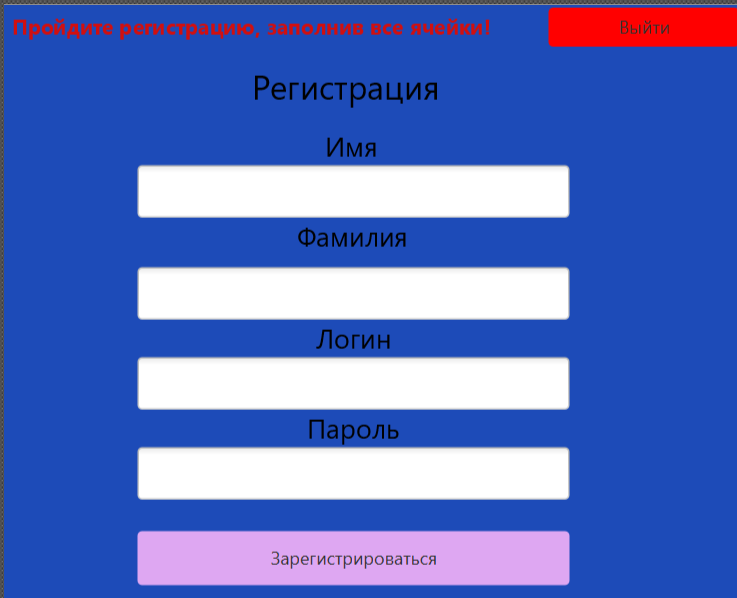 Пройдите регистрацию, заполнив все ячейки!
Выйти
Регистрация
Имя
Фамилия
Логин
Пароль
Зарегистрироваться